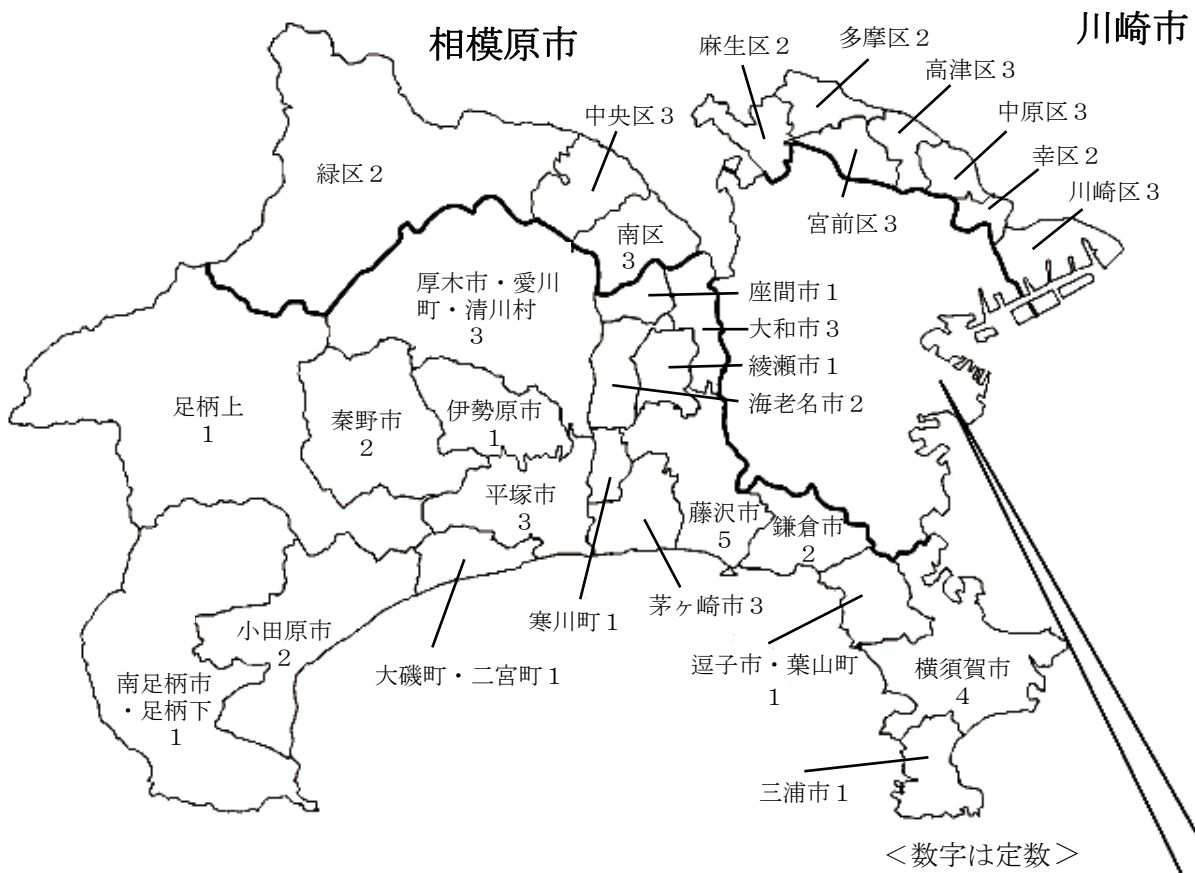 相模原市
川崎市
麻生区２
多摩区２
高津区３
中原区３
幸区２
川崎区３
宮前区３
中央区３
緑区２
南区
３
厚木市・愛川
町・清川村
３
座間市１
大和市３
綾瀬市１
海老名市２
足柄上
１
秦野市
２
伊勢原市
１
平塚市
３
藤沢市
５
鎌倉市
２
寒川町１
茅ヶ崎市３
小田原市
２
大磯町・二宮町１
逗子市・葉山町
１
横須賀市
４
南足柄市
・足柄下
１
三浦市１
＜数字は定数＞